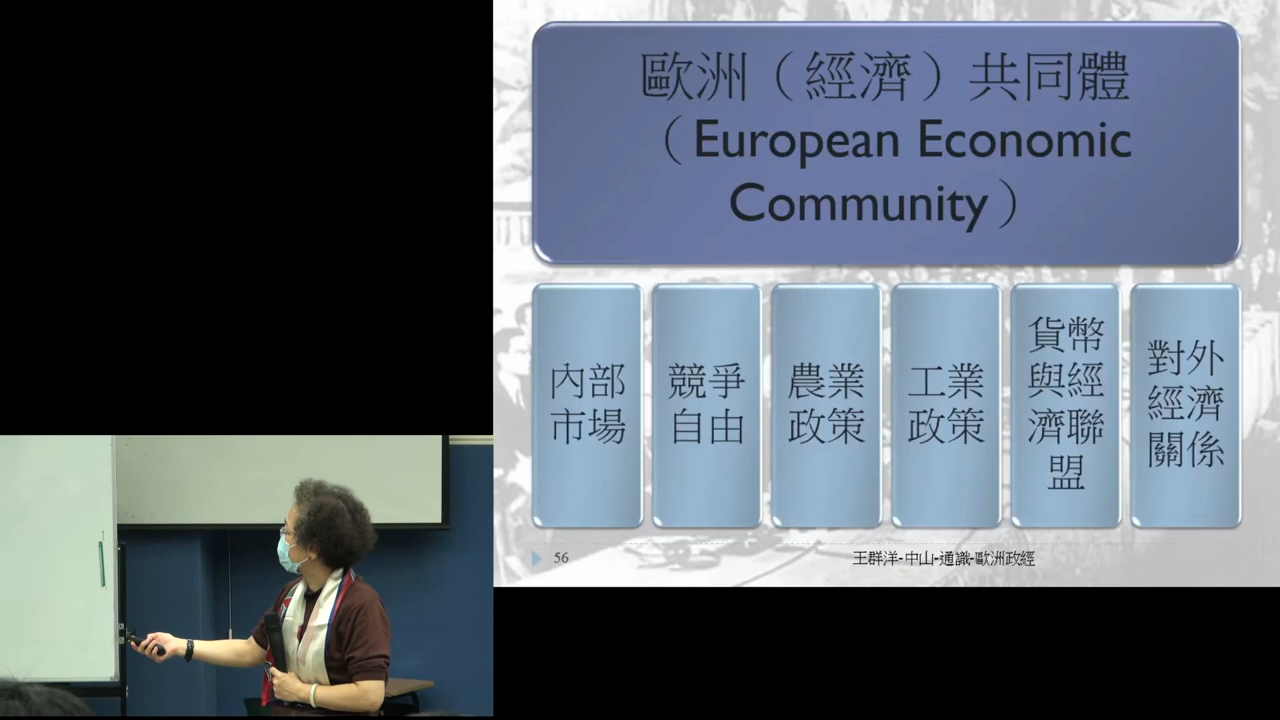 歐洲（經濟）共同體
（European Economic
Community）
內部
市場
競爭
自由
農業
政策
工業
政策
貨幣
與經
濟聯
盟
對外
經濟
關係
56
王群洋-中山-通識-歐洲政經